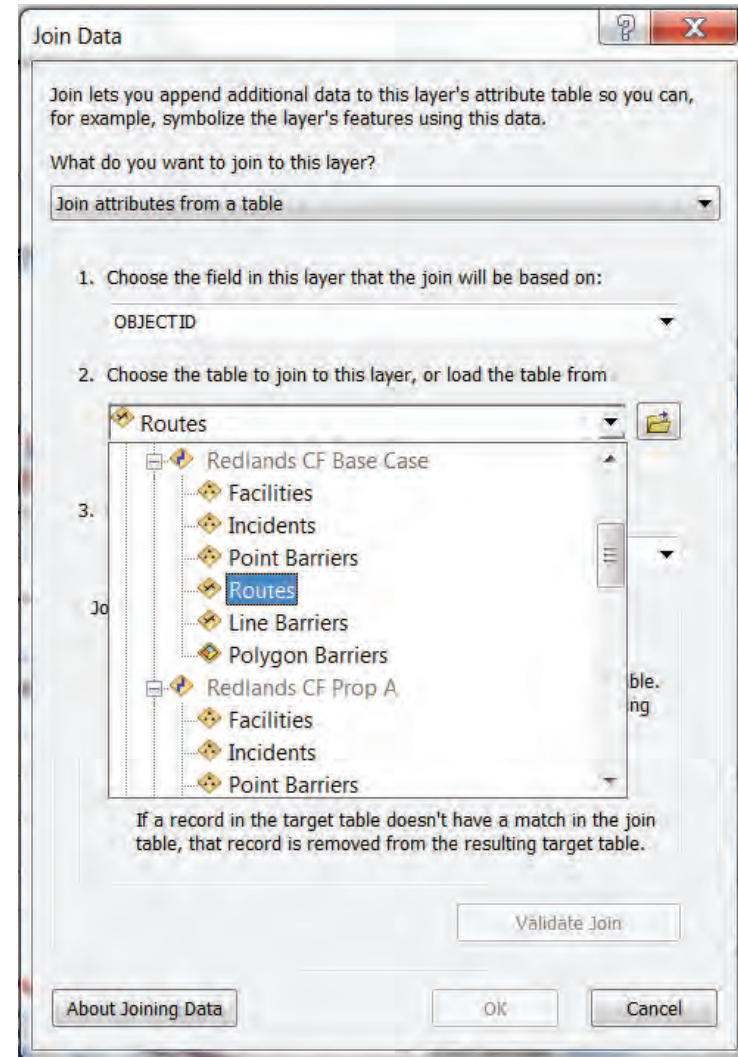 Join Data
Join lets you append additional data to this layer's attribute table so you can,
for example, symbolize the layer's features using this data.
What do you want to join to this layer?
Join attributes from a table
1. Choose the field in this layer that the join will be based on:
OBJECTID
2. Choose the table to join to this layer, or load the table from
Routes
Redlands CF Base Case
Facilities
3.
Incidents
Point Barriers
Routes
Jo
Line Barriers
Polygon Barriers
Redlands CF Prop A
ble.
ng
Facilities
Incidents
Point Barriers
If a record in the target table doesn't have a match in the join
table, that record is removed from the resulting target table.
Validate Join
About Joining Data
OK
Cancel